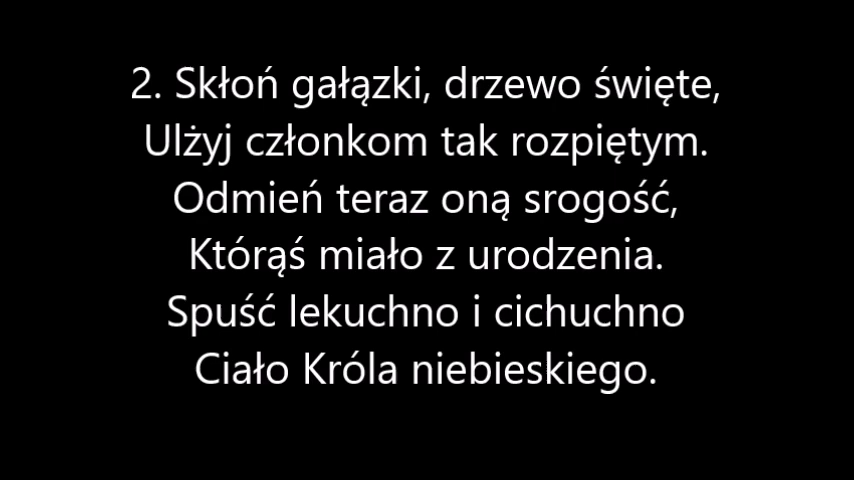 2. Skłoń gałązki, drzewo święte,
Ulżyj członkom tak rozpiętym.
Odmień teraz oną srogość,
Którąś miało z urodzenia.
Spuść lekuchno i cichuchno
Ciało Króla niebieskiego.